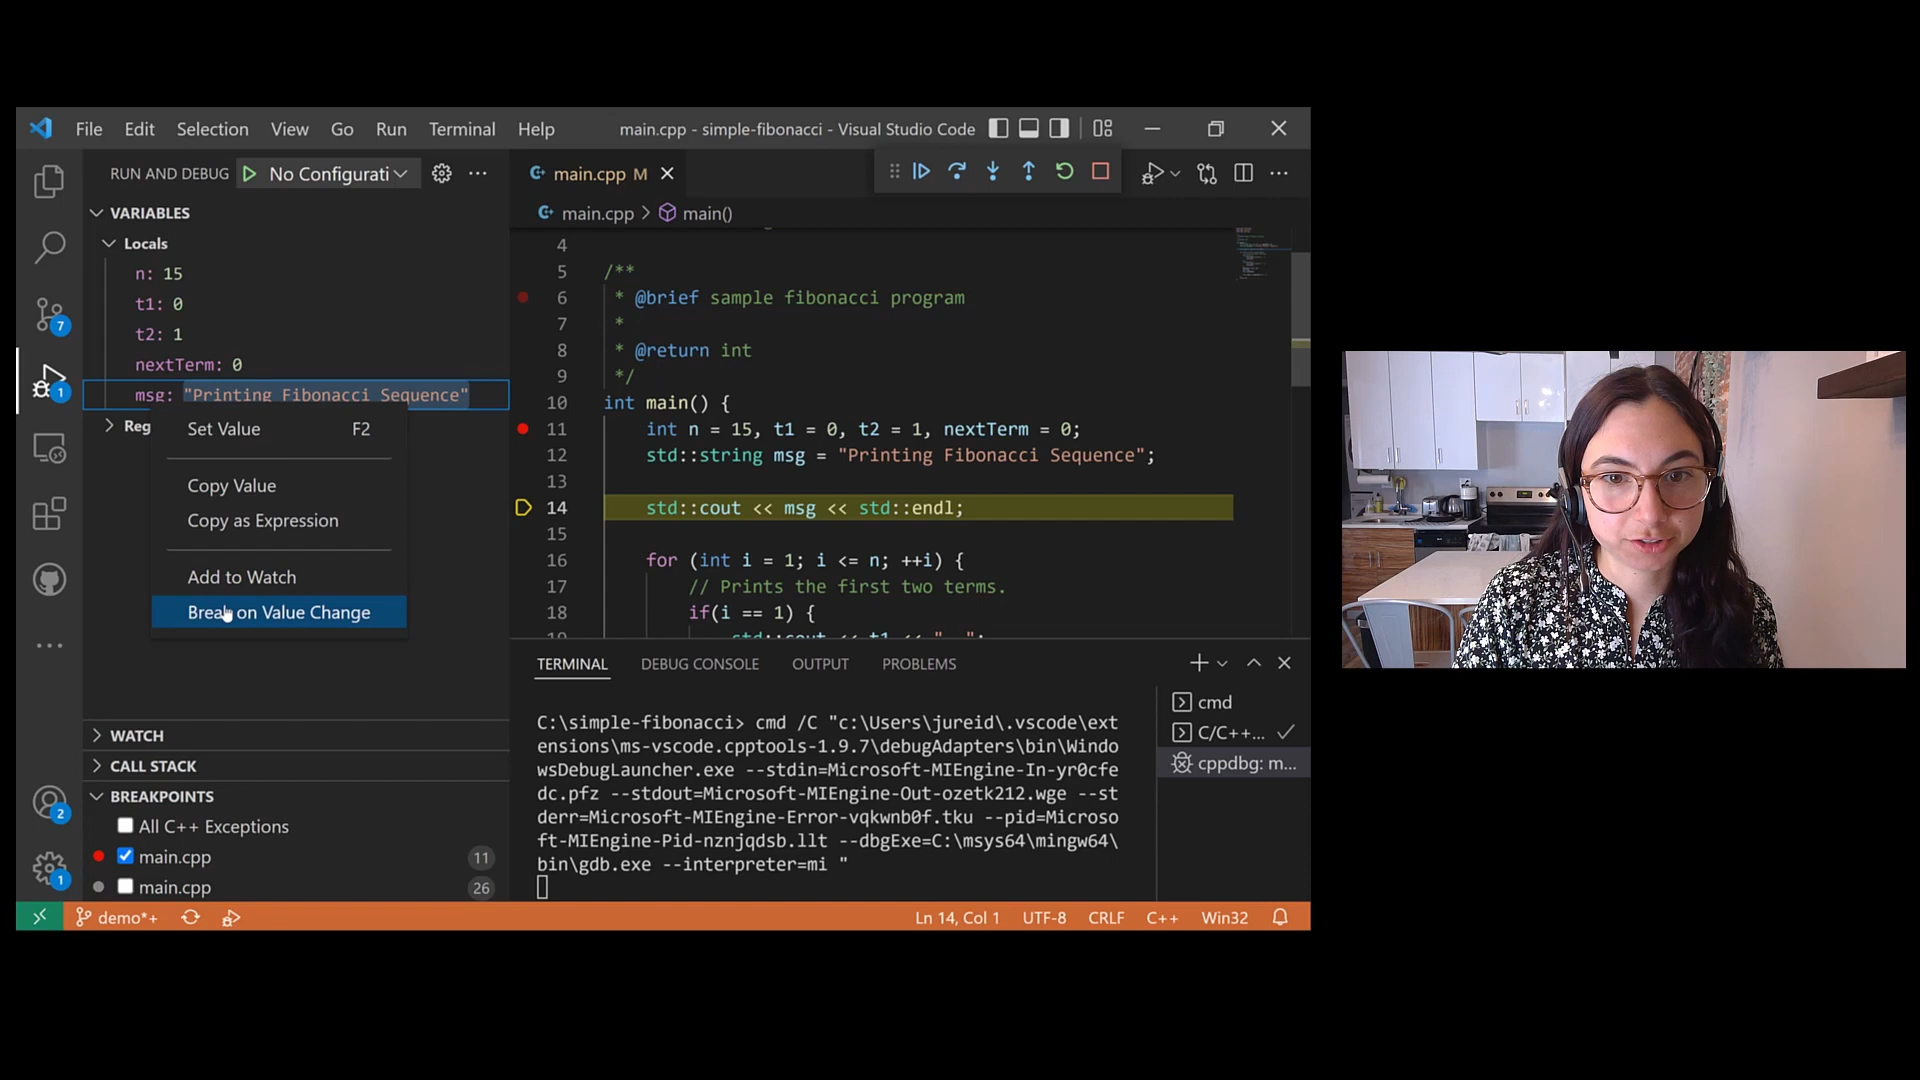 File Edit Selection View Go Run Terminal Help main.cpp - simple-fibonacci - Visual Studio Code
RUN AND DEBUG No Configurati
VARIABLES
Locals
n: 15
t1: 0
t2: 1
nextTerm: 0
msg: "Printing Fibonacci Sequence"
Reg
Set Value F2
Copy Value
Copy as Expression
Add to Watch
Break on Value Change
WATCH
CALL STACK
BREAKPOINTS
All C++ Exceptions
main.cpp 11
main.cpp 26
7
1
2
1
main.cpp M
main.cpp > main()
4
5 /**
6 * @brief sample fibonacci program
7 *
8 * @return int
9 */
10 int main() {
11 int n = 15, t1 = 0, t2 = 1, nextTerm = 0;
12 std::string msg = "Printing Fibonacci Sequence";
13
14 std::cout << msg << std::endl;
15
16 for (int i = 1; i <= n; ++i) {
17 // Prints the first two terms.
18 if(i == 1) {
TERMINAL DEBUG CONSOLE OUTPUT PROBLEMS
C:\simple-fibonacci> cmd /C "c:\Users\jureid\.vscode\ext
ensions\ms-vscode.cpptools-1.9.7\debugAdapters\bin\Windo
wsDebugLauncher.exe --stdin=Microsoft-MIEngine-In-yr0cfe
dc.pfz --stdout=Microsoft-MIEngine-Out-ozetk212.wge --st
derr=Microsoft-MIEngine-Error-vqkwnb0f.tku --pid=Microso
ft-MIEngine-Pid-nznjqdsb.llt --dbgExe=C:\msys64\mingw64\
bin\gdb.exe --interpreter=mi "
cmd
C/C++...
cppdbg: m...
demo*+ Ln 14, Col 1 UTF-8 CRLF C++ Win32